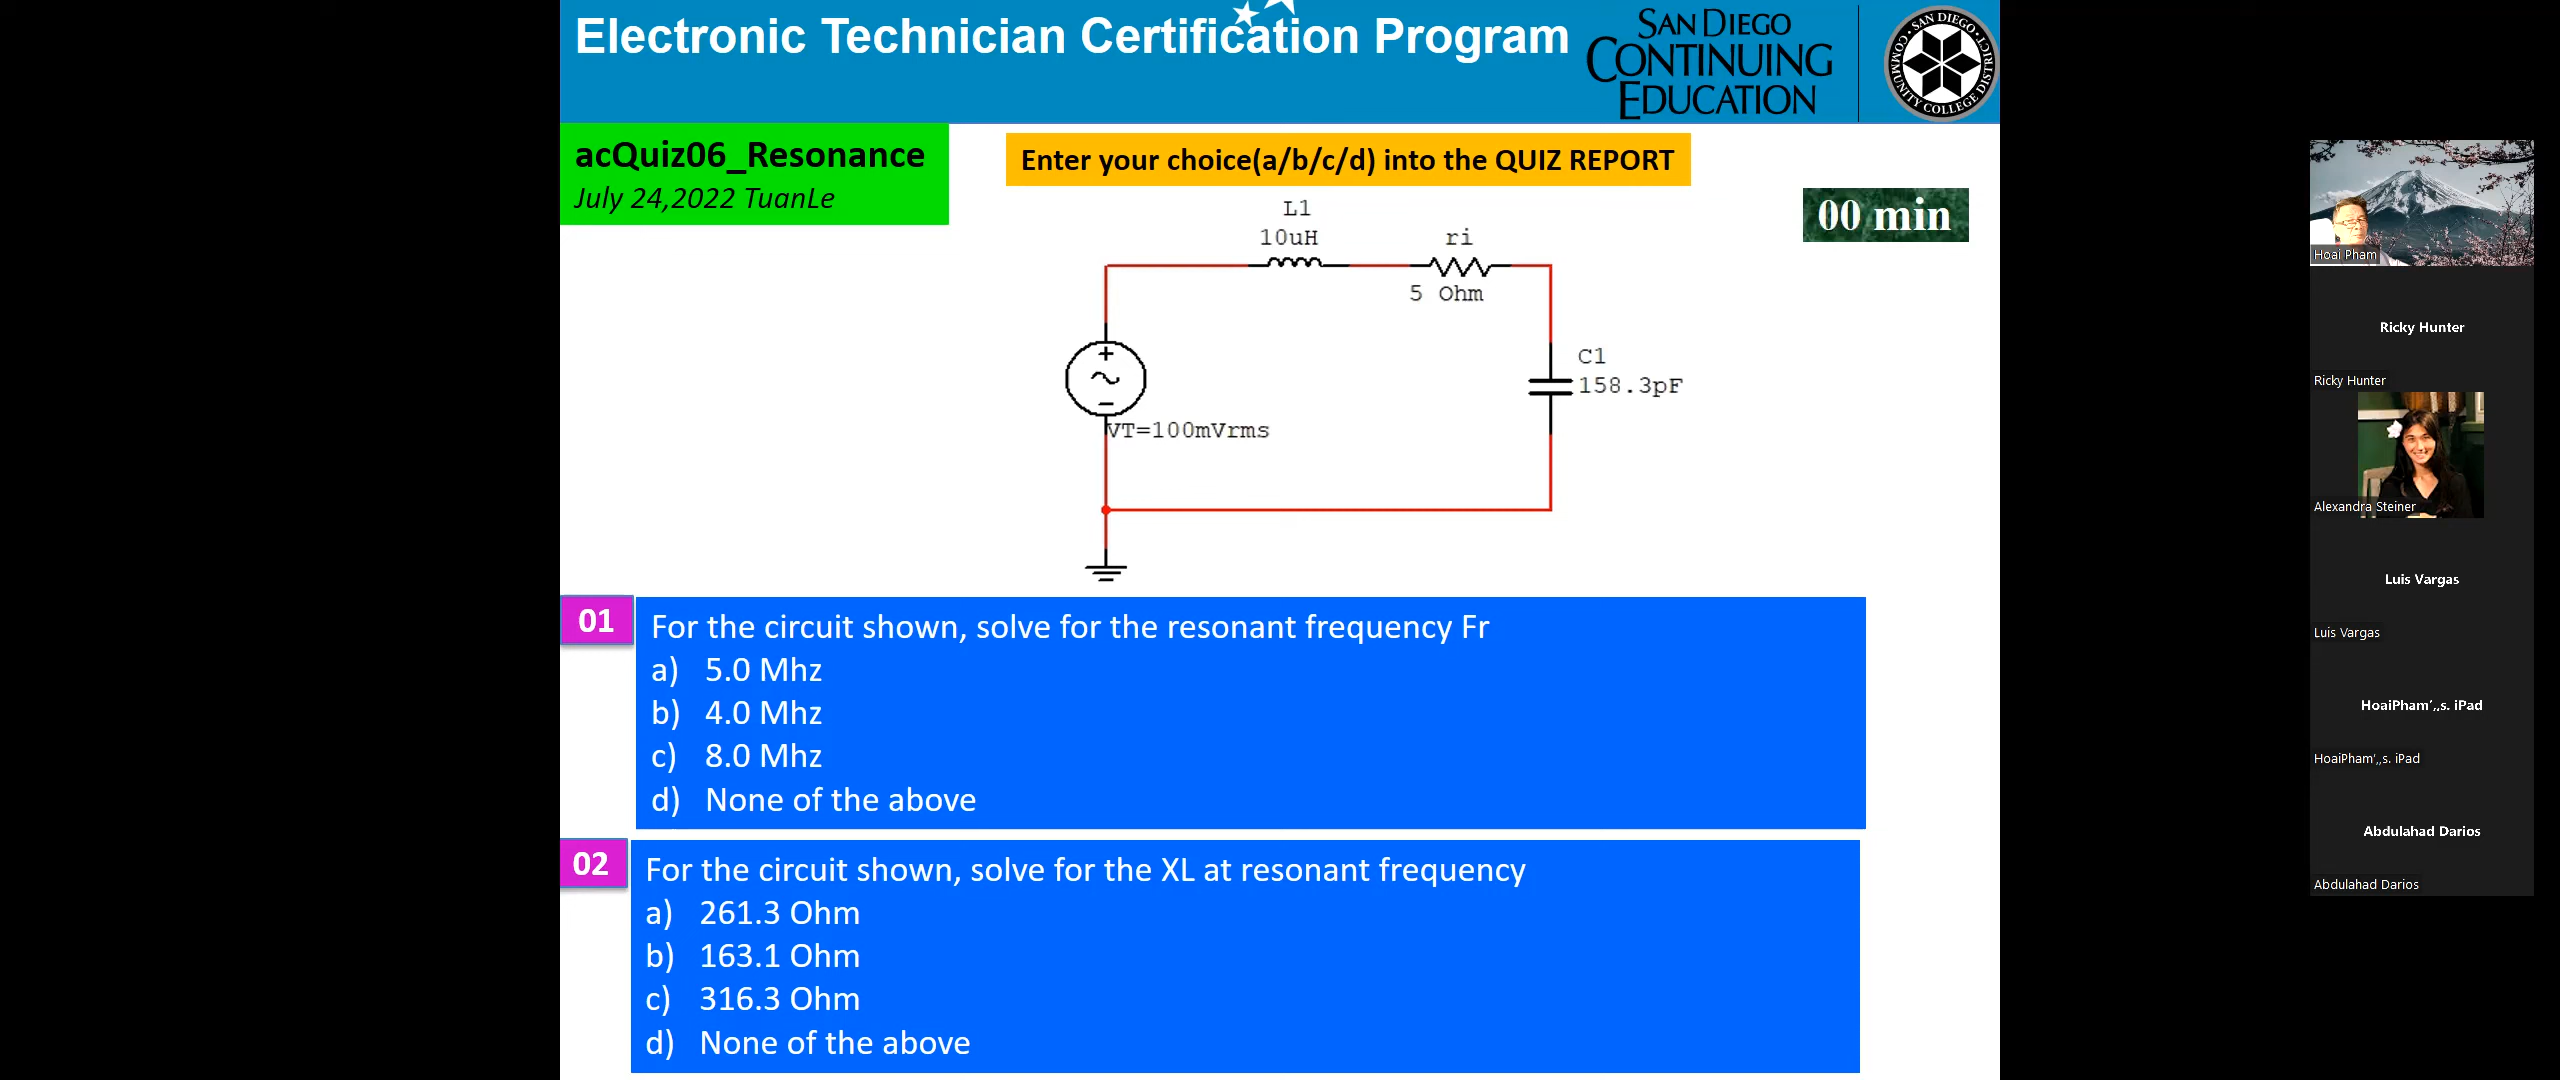 Electronic Technician Certification Program
SAN DIEGO
CONTINUING
EDUCATION
SAN DIEGO
COMMUNITY COLLEGE DISTRICT
acQuiz06_Resonance
July 24,2022 TuanLe
Enter your choice(a/b/c/d) into the QUIZ REPORT
00 min
L1
10uH
ri
5 Ohm
C1
158.3pF
+
~
−
VT=100mVrms
01
For the circuit shown, solve for the resonant frequency Fr
a) 5.0 Mhz
b) 4.0 Mhz
c) 8.0 Mhz
d) None of the above
02
For the circuit shown, solve for the XL at resonant frequency
a) 261.3 Ohm
b) 163.1 Ohm
c) 316.3 Ohm
d) None of the above
Hoai Pham
Ricky Hunter
Ricky Hunter
Alexandra Steiner
Luis Vargas
Luis Vargas
HoaiPham',,s. iPad
HoaiPham',,s. iPad
Abdulahad Darios
Abdulahad Darios